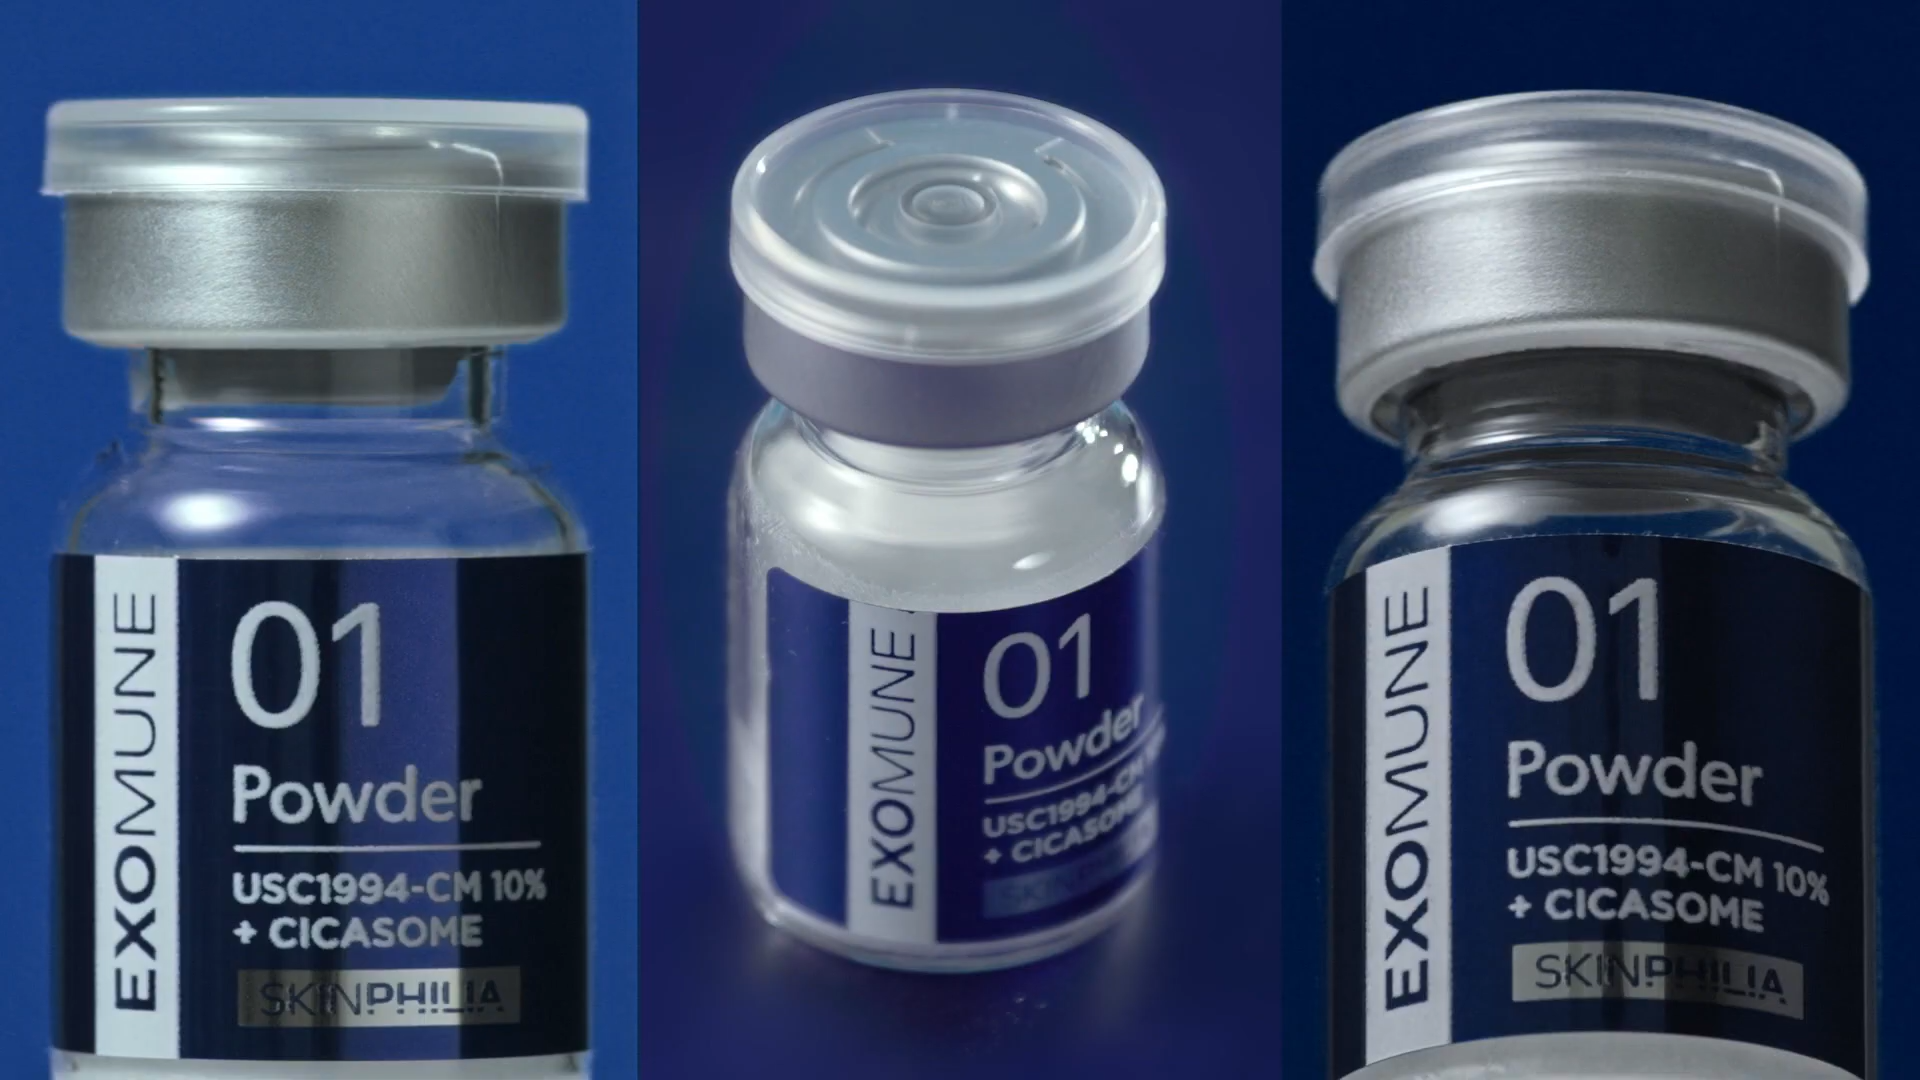 EXOMUNE
01
Powder
USC1994-CM 10%
+ CICASOME
SKINPHILIA
EXOMUNE
01
Powder
USC1994-CM
+ CICASOME
EXOMUNE
01
Powder
USC1994-CM 10%
+ CICASOME
SKINPHILIA